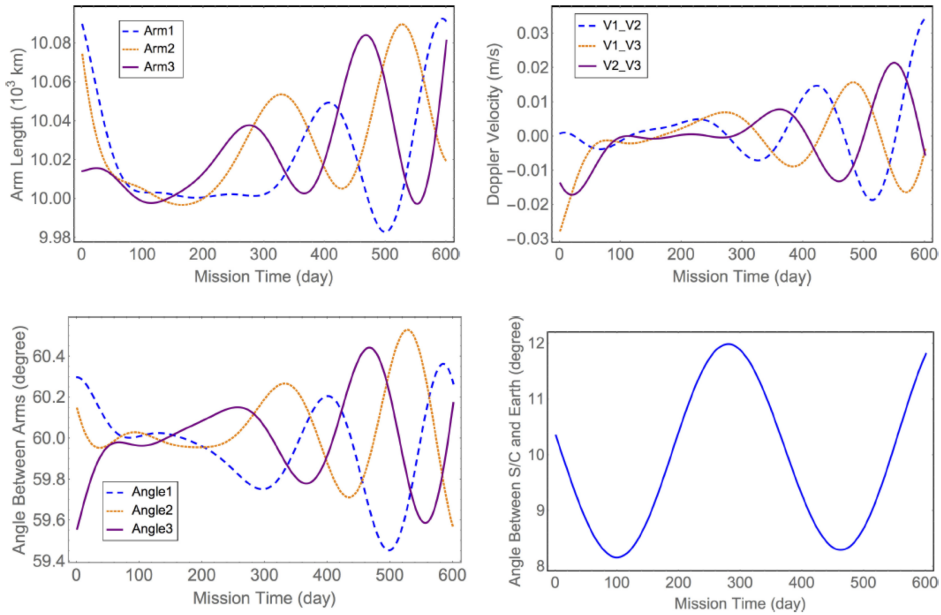 Arm Length (10³ km)
10.08
10.06
10.04
10.02
10.00
9.98
Arm1
Arm2
Arm3
0 100 200 300 400 500 600
Mission Time (day)
Doppler Velocity (m/s)
0.03
0.02
0.01
0.00
−0.01
−0.02
−0.03
V1_V2
V1_V3
V2_V3
0 100 200 300 400 500 600
Mission Time (day)
Angle Between Arms (degree)
60.4
60.2
60.0
59.8
59.6
59.4
Angle1
Angle2
Angle3
0 100 200 300 400 500 600
Mission Time (day)
Angle Between S/C and Earth (degree)
12
11
10
9
8
0 100 200 300 400 500 600
Mission Time (day)